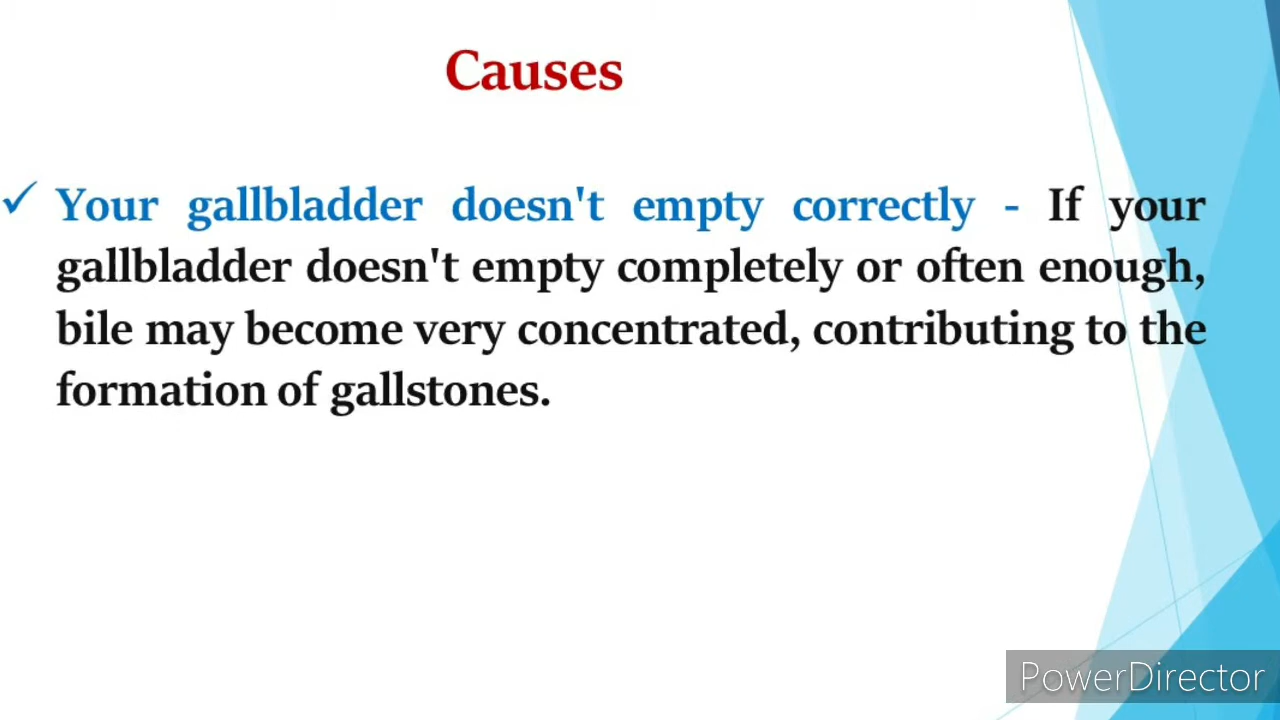 Causes
✓ Your gallbladder doesn't empty correctly - If your
gallbladder doesn't empty completely or often enough,
bile may become very concentrated, contributing to the
formation of gallstones.
PowerDirector